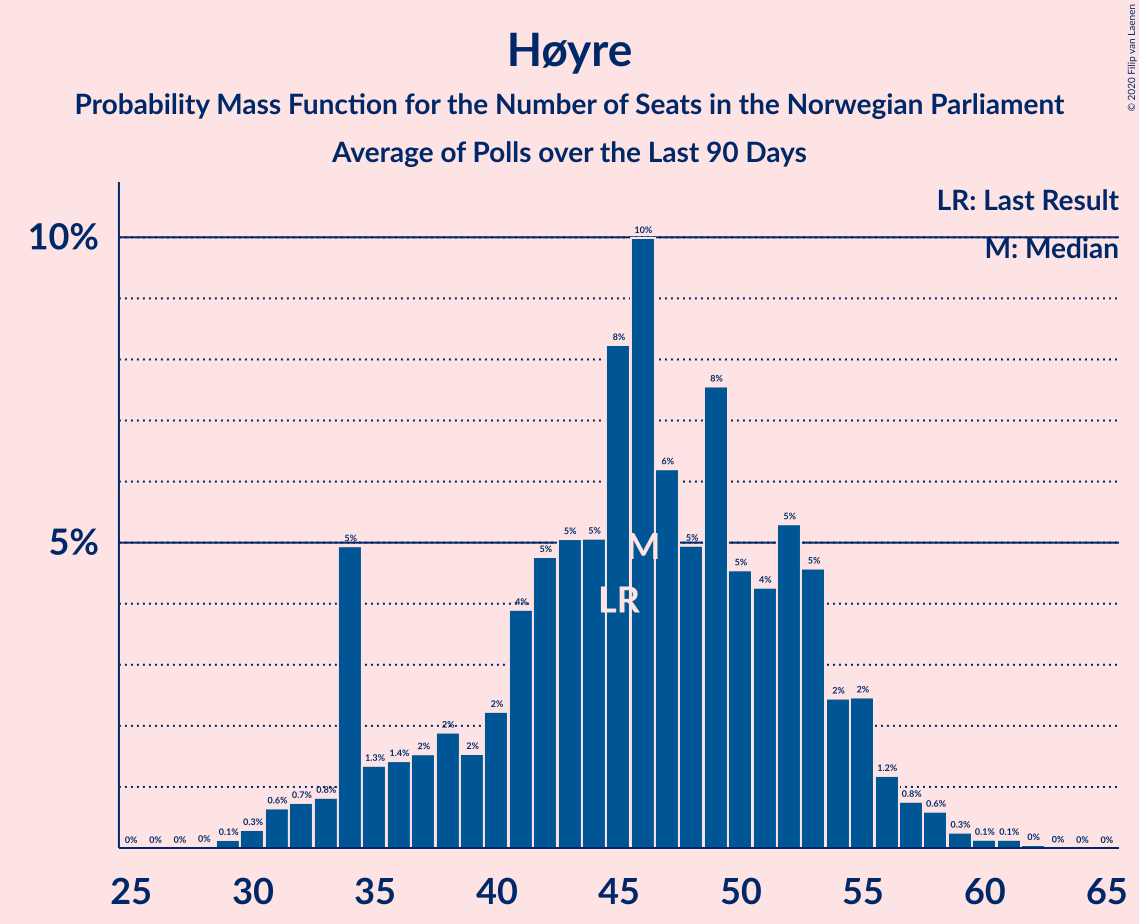 Høyre
Probability Mass Function for the Number of Seats in the Norwegian Parliament
Average of Polls over the Last 90 Days
© 2020 Filip van Laenen
LR: Last Result
M: Median
10%
5%
0% 0% 0% 0% 0.1% 0.3% 0.6% 0.7% 0.8% 5% 1.3% 1.4% 2% 2% 2% 2% 4% 5% 5% 5% 8% 10% 6% 5% 8% 5% 4% 5% 5% 2% 2% 1.2% 0.8% 0.6% 0.3% 0.1% 0.1% 0% 0% 0% 0%
M
LR
25 30 35 40 45 50 55 60 65